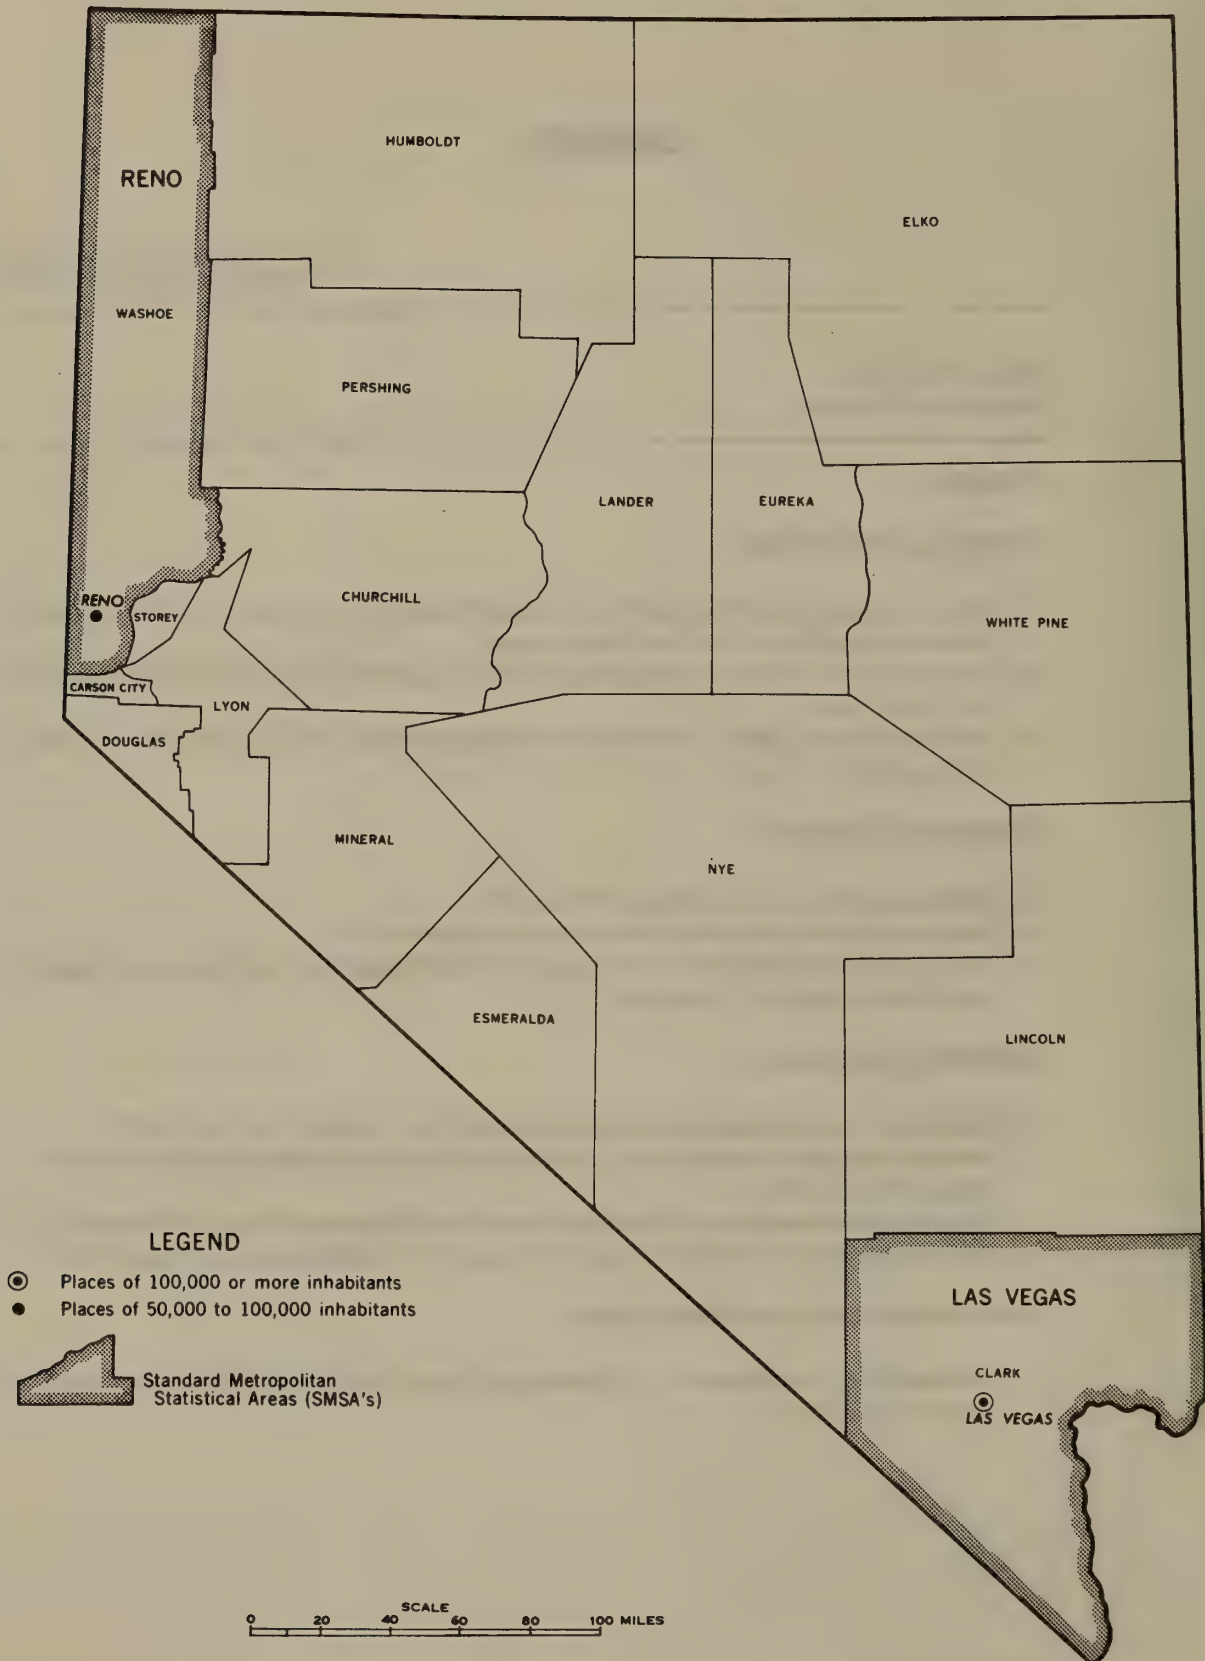 HUMBOLDT
RENO
ELKO
WASHOE
PERSHING
LANDER
EUREKA
CHURCHILL
RENO
STOREY
WHITE PINE
CARSON CITY
LYON
DOUGLAS
MINERAL
NYE
ESMERALDA
LINCOLN
LEGEND
Places of 100,000 or more inhabitants
Places of 50,000 to 100,000 inhabitants
Standard Metropolitan
Statistical Areas (SMSA's)
LAS VEGAS
CLARK
LAS VEGAS
SCALE
0 20 40 60 80 100 MILES